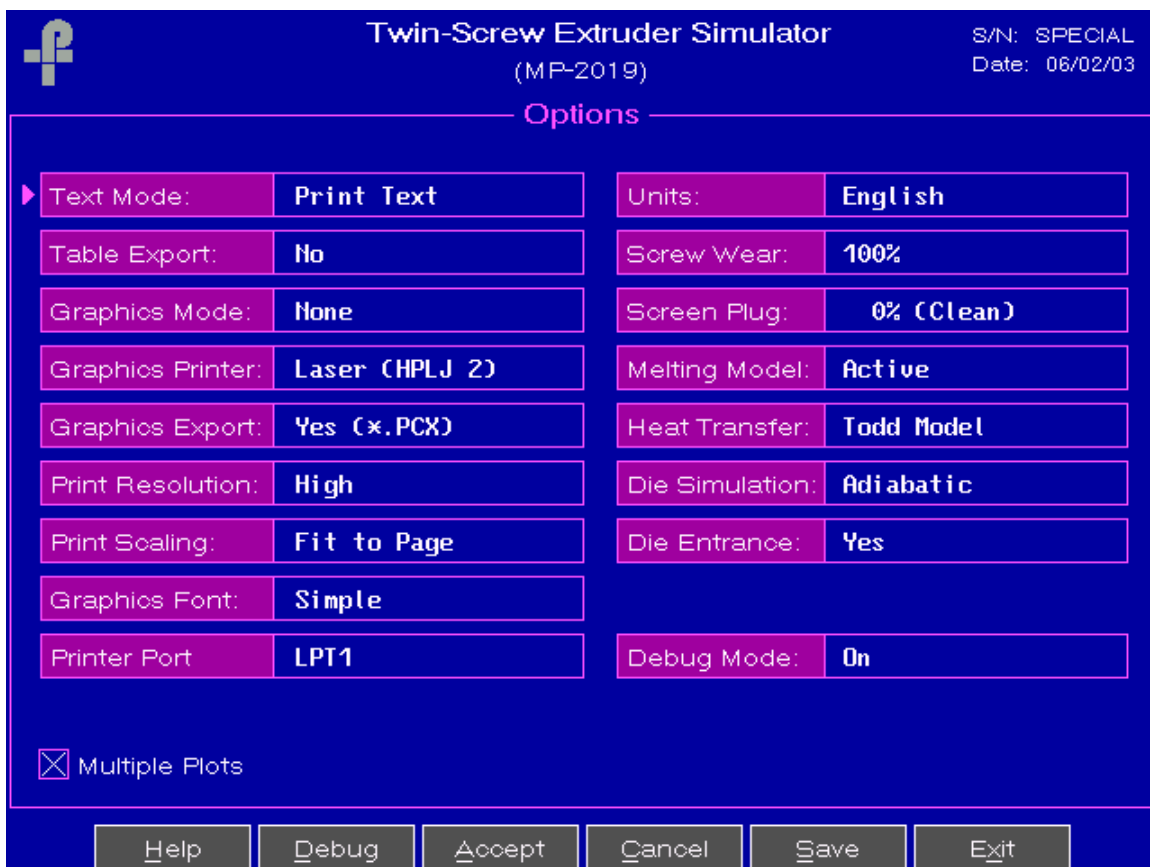 Twin-Screw Extruder Simulator
(MP-2019)
S/N: SPECIAL
Date: 06/02/03
Options
Text Mode: Print Text
Table Export: No
Graphics Mode: None
Graphics Printer: Laser (HPLJ 2)
Graphics Export: Yes (*.PCX)
Print Resolution: High
Print Scaling: Fit to Page
Graphics Font: Simple
Printer Port LPT1
Units: English
Screw Wear: 100%
Screen Plug: 0% (Clean)
Melting Model: Active
Heat Transfer: Todd Model
Die Simulation: Adiabatic
Die Entrance: Yes
Debug Mode: On
Multiple Plots
Help Debug Accept Cancel Save Exit